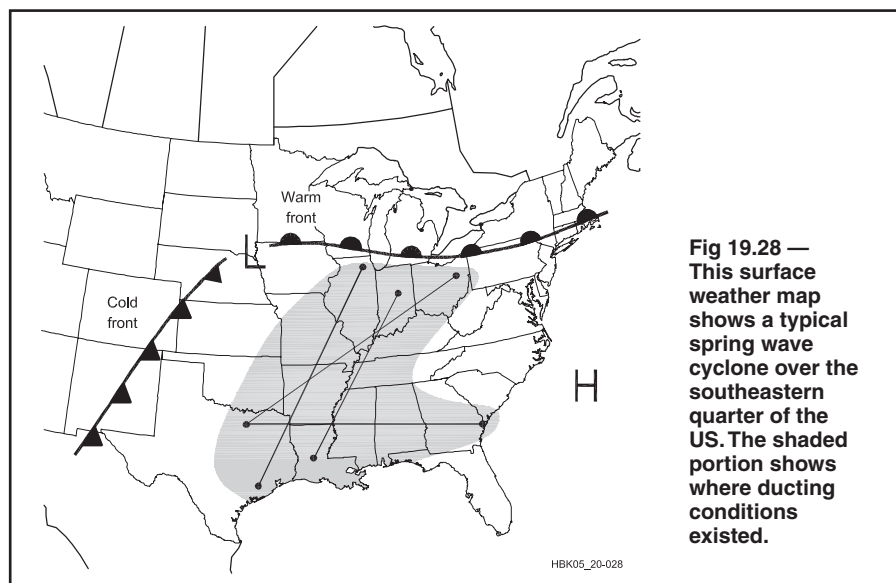 Warm
front
L
Cold
front
H
HBK05_20-028
Fig 19.28 —
This surface
weather map
shows a typical
spring wave
cyclone over the
southeastern
quarter of the
US. The shaded
portion shows
where ducting
conditions
existed.